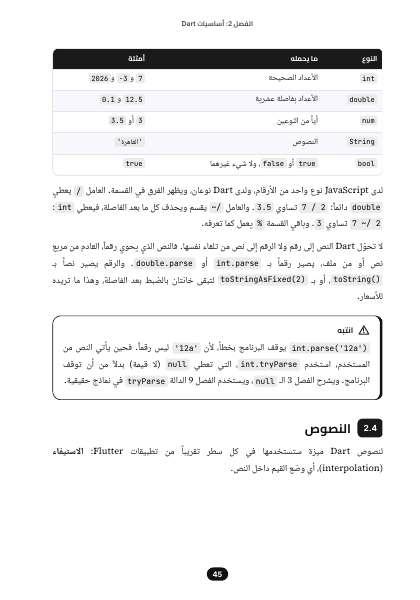 الفصل 2: أساسيات Dart
النوع ما يحمله أمثلة
int الأعداد الصحيحة 7 و 3- و 2026
double الأعداد بفاصلة عشرية 12.5 و 0.1
num أياً من النوعين 3 أو 3.5
String النصوص 'القاهرة'
bool true أو false ، ولا شيء غيرهما true
لدى JavaScript نوع واحد من الأرقام، ولدى Dart نوعان، ويظهر الفرق في القسمة. العامل / يعطي
double دائماً: 7 / 2 تساوي 3.5 . والعامل ~/ يقسم ويحذف كل ما بعد الفاصلة، فيعطي int :
7 ~/ 2 تساوي 3 . وباقي القسمة % يعمل كما تعرفه.
لا تحوّل Dart النص إلى رقم ولا الرقم إلى نص من تلقاء نفسها. فالنص الذي يحوي رقماً، القادم من مربع
نص أو من ملف، يصير رقماً بـ int.parse أو double.parse . والرقم يصير نصاً بـ
toString() ، أو بـ toStringAsFixed(2) لتبقى خانتان بالضبط بعد الفاصلة، وهذا ما تريده
للأسعار.
انتبه
int.parse('12a') يوقف البرنامج بخطأ، لأن '12a' ليس رقماً. فحين يأتي النص من
المستخدم، استخدم int.tryParse ، التي تعطي null (لا قيمة) بدلاً من أن توقف
البرنامج. ويشرح الفصل 3 الـ null ، ويستخدم الفصل 9 الدالة tryParse في نماذج حقيقية.
2.4 النصوص
لنصوص Dart ميزة ستستخدمها في كل سطر تقريباً من تطبيقات Flutter: الاستيفاء
(interpolation)، أي وضع القيم داخل النص.
45